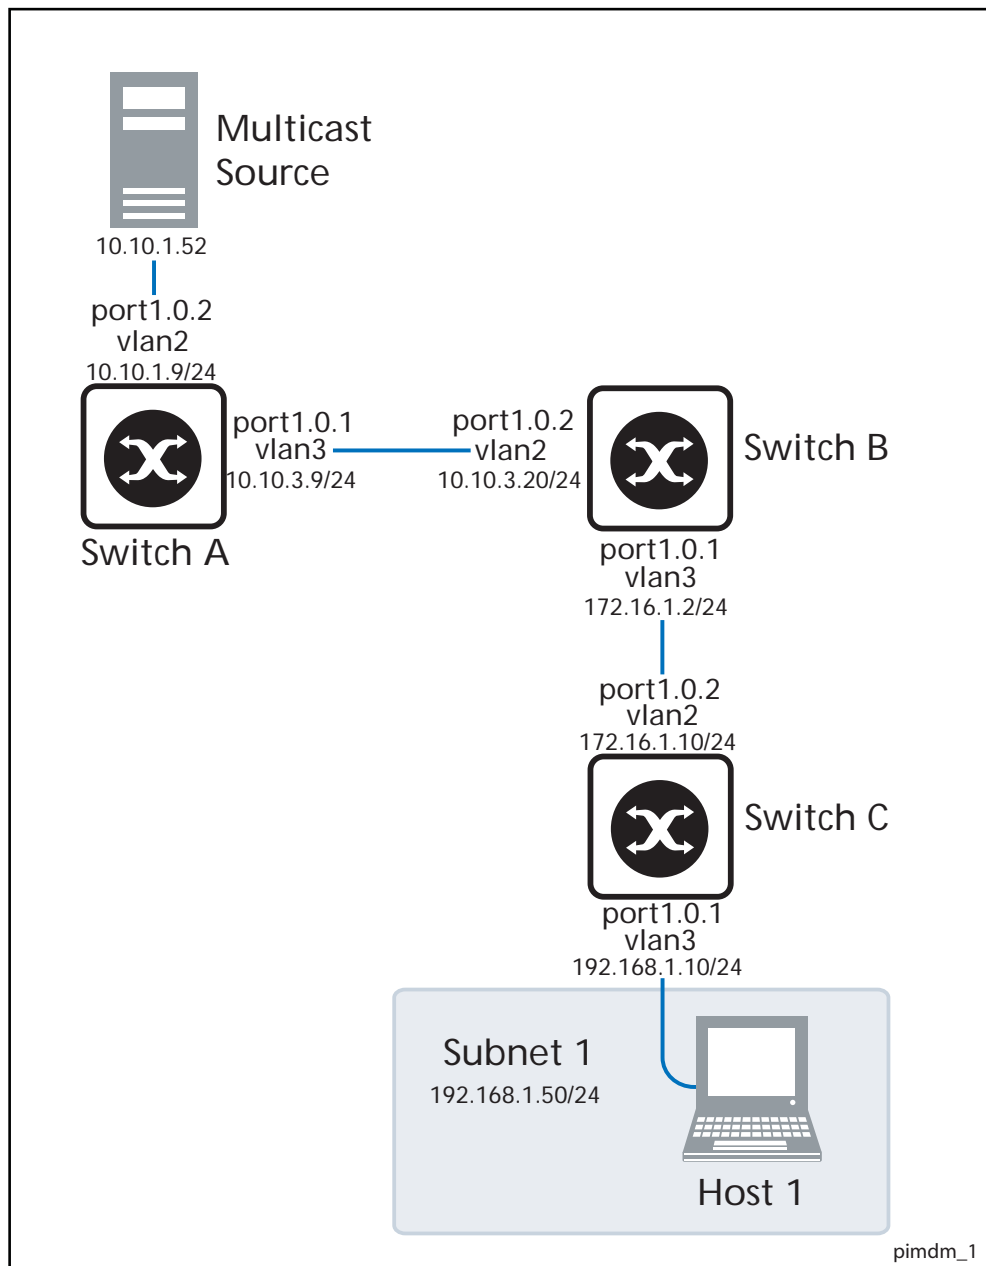 Multicast
Source
10.10.1.52
port1.0.2
vlan2
10.10.1.9/24
port1.0.1
vlan3
10.10.3.9/24
Switch A
port1.0.2
vlan2
10.10.3.20/24
Switch B
port1.0.1
vlan3
172.16.1.2/24
port1.0.2
vlan2
172.16.1.10/24
Switch C
port1.0.1
vlan3
192.168.1.10/24
Subnet 1
192.168.1.50/24
Host 1
pimdm_1